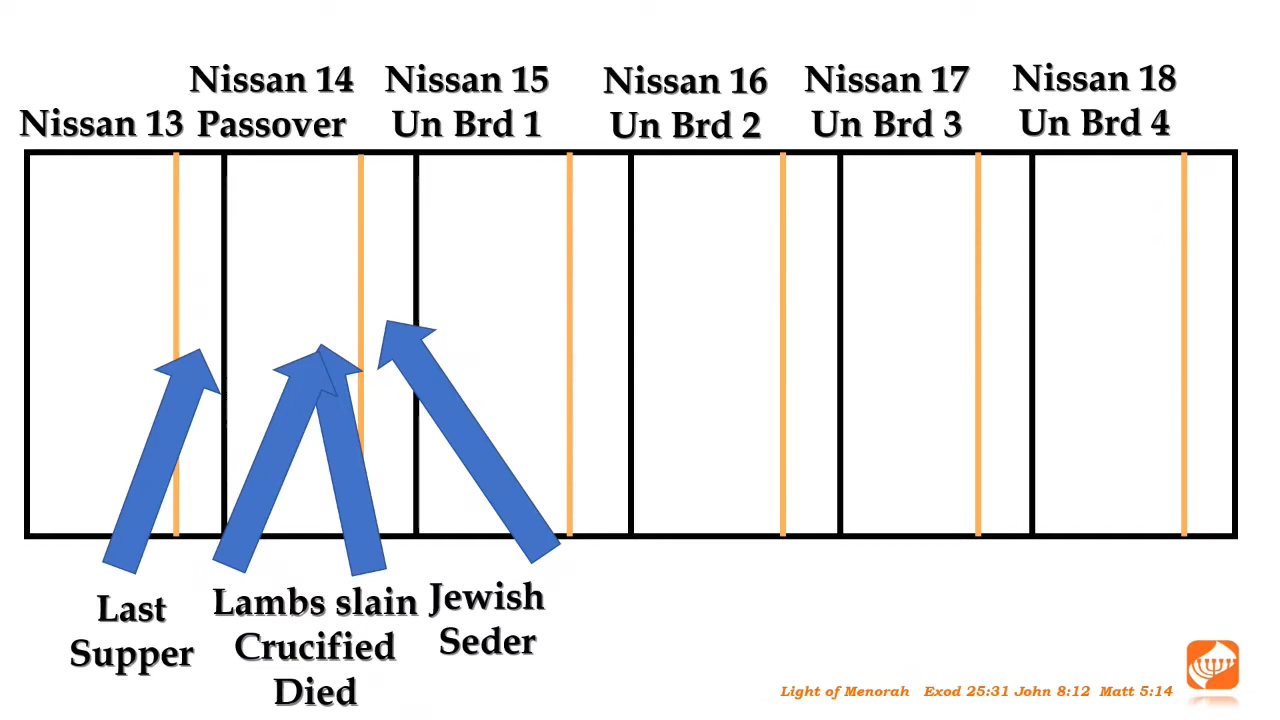 Nissan 13
Nissan 14
Passover
Nissan 15
Un Brd 1
Nissan 16
Un Brd 2
Nissan 17
Un Brd 3
Nissan 18
Un Brd 4
Last
Supper
Lambs slain
Crucified
Died
Jewish
Seder
Light of Menorah Exod 25:31 John 8:12 Matt 5:14